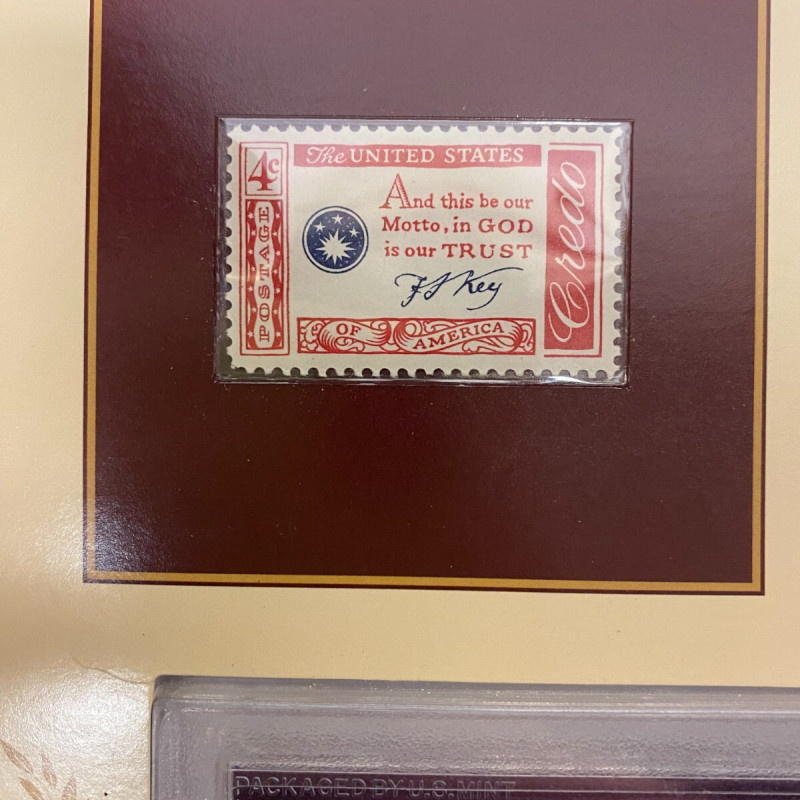 4c
The UNITED STATES
POSTAGE
And this be our
Motto, in GOD
is our TRUST
F S Key
Credo
OF AMERICA
PACKAGED BY U.S. MINT